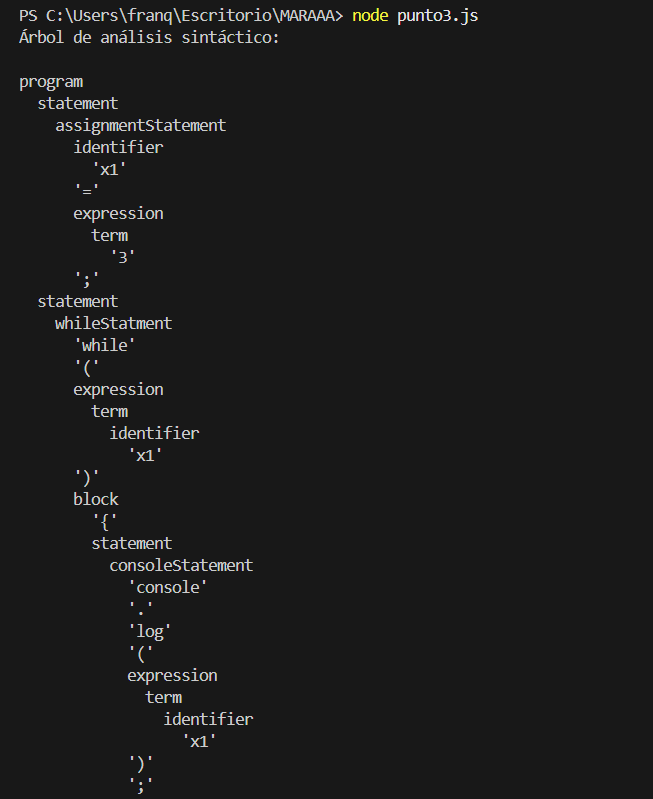 PS C:\Users\franq\Escritorio\MARAAA> node punto3.js
Árbol de análisis sintáctico:
program
  statement
    assignmentStatement
      identifier
        'x1'
      '='
      expression
        term
          '3'
      ';'
  statement
    whileStatment
      'while'
      '('
      expression
        term
          identifier
            'x1'
      ')'
      block
        '{'
        statement
          consoleStatement
            'console'
            '.'
            'log'
            '('
            expression
              term
                identifier
                  'x1'
            ')'
            ';'